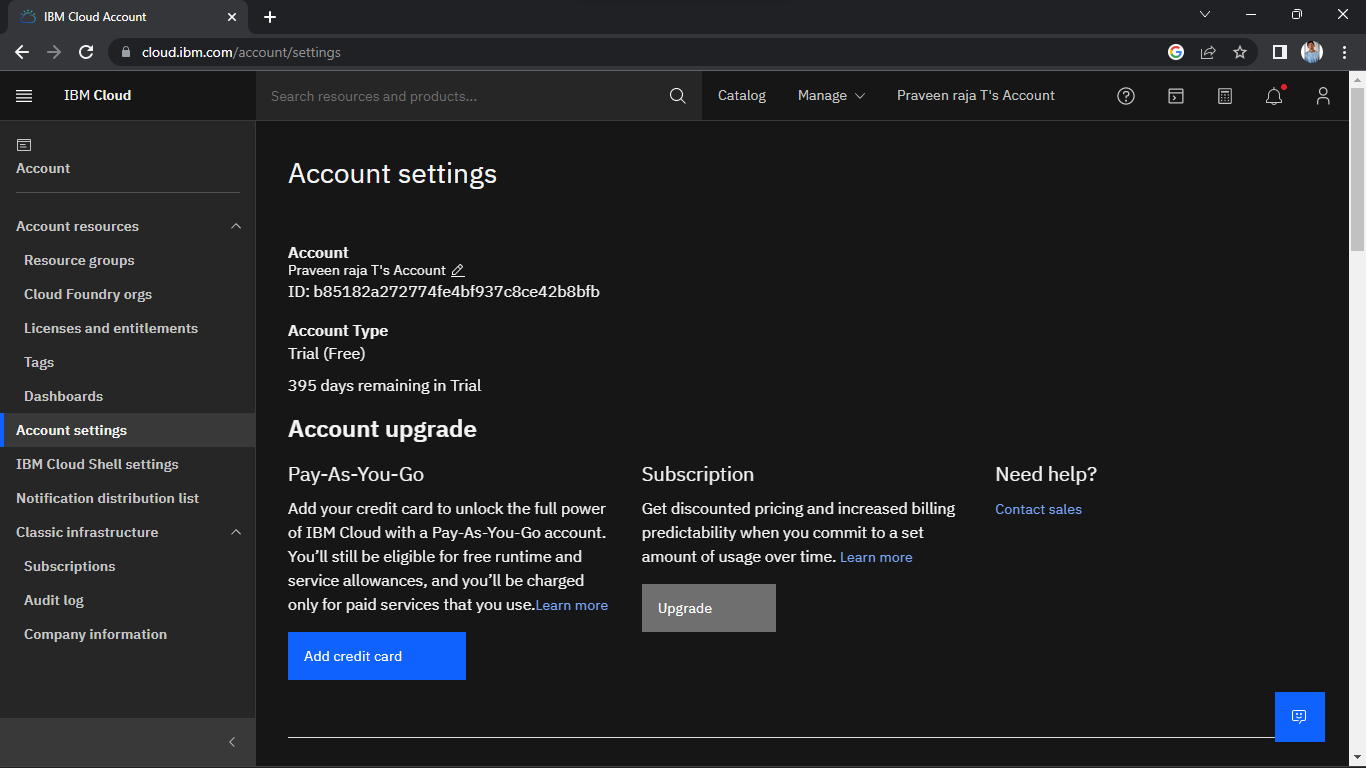 IBM Cloud Account
cloud.ibm.com/account/settings
IBM Cloud
Search resources and products...
Catalog
Manage
Praveen raja T's Account
Account
Account resources
Resource groups
Cloud Foundry orgs
Licenses and entitlements
Tags
Dashboards
Account settings
IBM Cloud Shell settings
Notification distribution list
Classic infrastructure
Subscriptions
Audit log
Company information
Account settings
Account
Praveen raja T's Account
ID: b85182a272774fe4bf937c8ce42b8bfb
Account Type
Trial (Free)
395 days remaining in Trial
Account upgrade
Pay-As-You-Go
Add your credit card to unlock the full power
of IBM Cloud with a Pay-As-You-Go account.
You’ll still be eligible for free runtime and
service allowances, and you’ll be charged
only for paid services that you use.Learn more
Add credit card
Subscription
Get discounted pricing and increased billing
predictability when you commit to a set
amount of usage over time. Learn more
Upgrade
Need help?
Contact sales